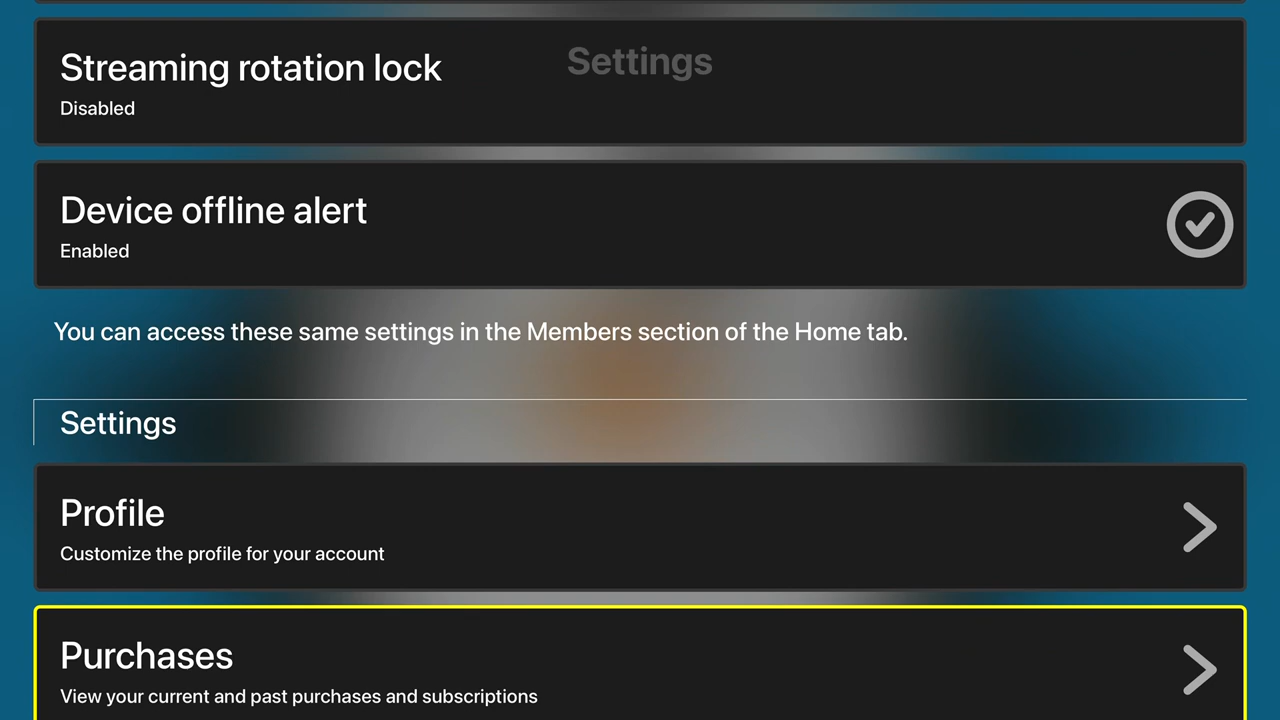 Settings
Streaming rotation lock
Disabled
Device offline alert
Enabled
You can access these same settings in the Members section of the Home tab.
Settings
Profile
Customize the profile for your account
Purchases
View your current and past purchases and subscriptions